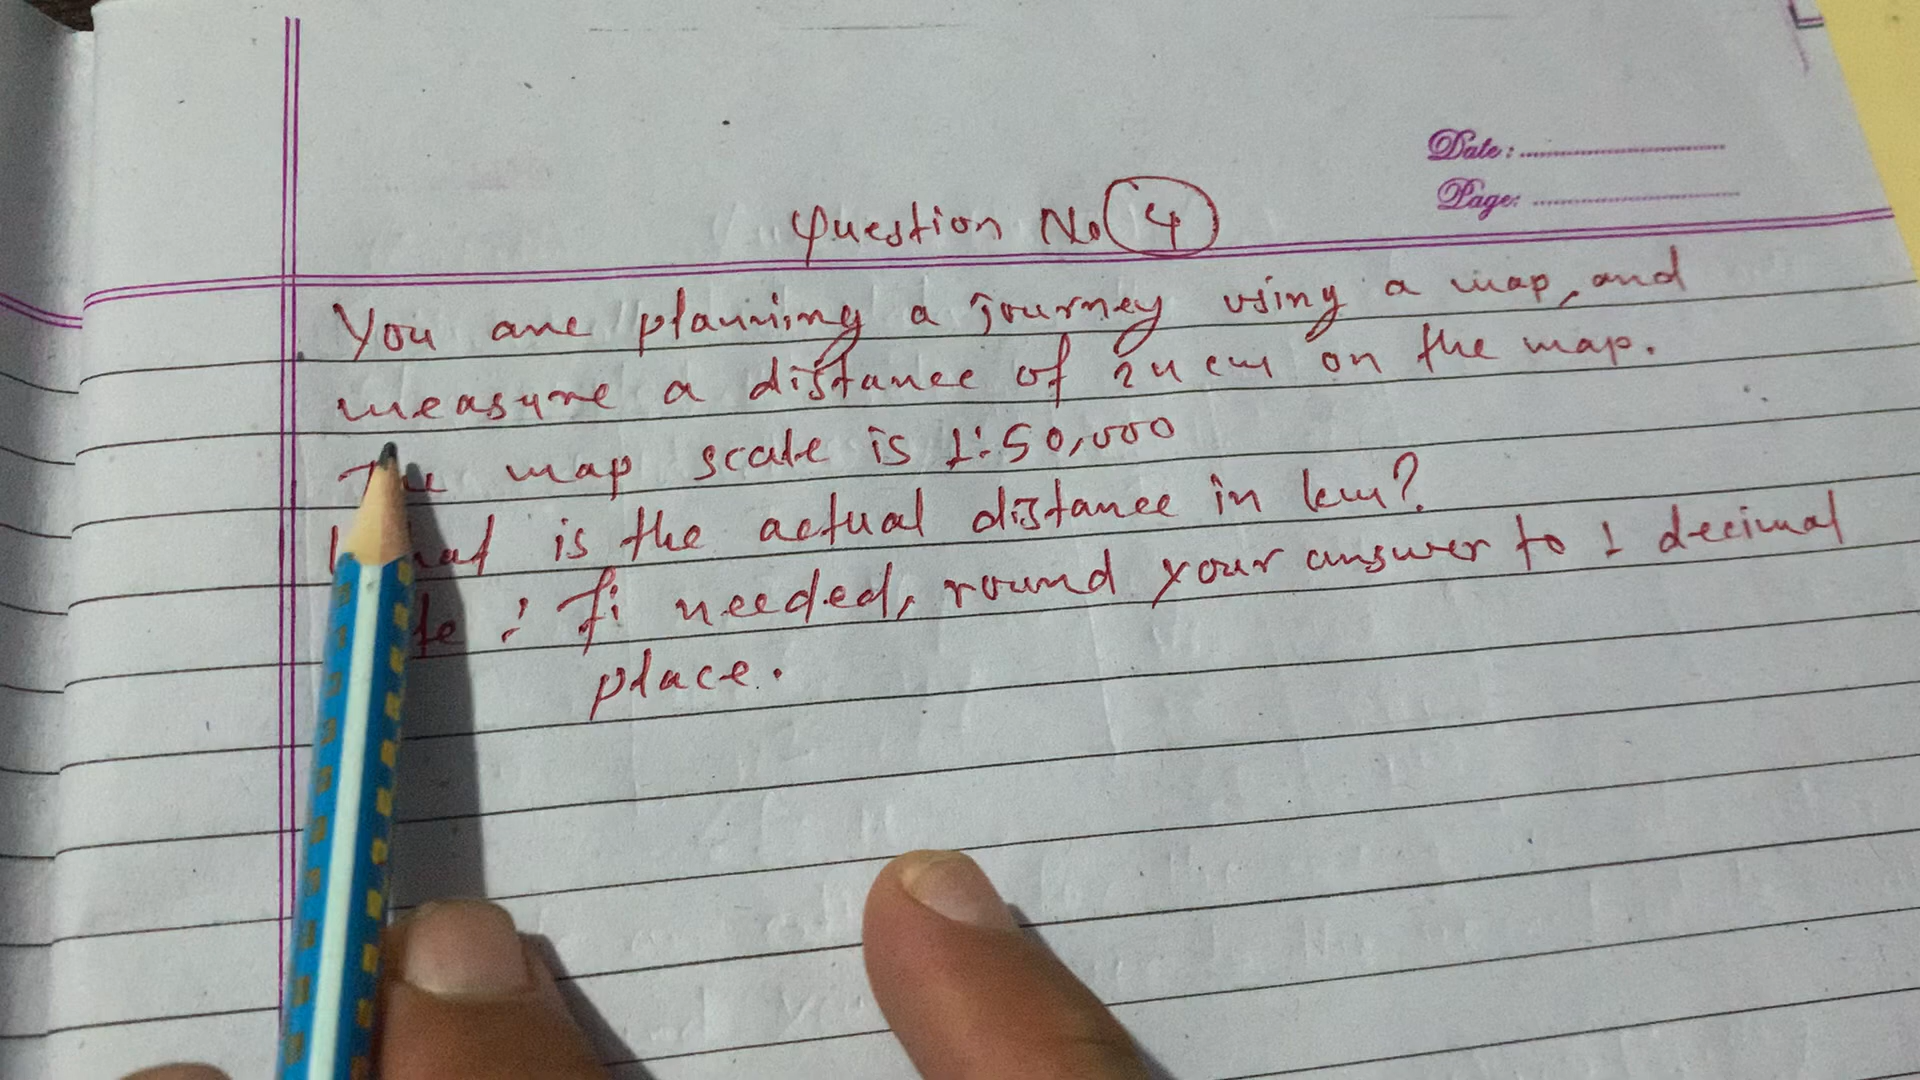 Date:
Page:
Question No 4
You are planning a journey using a map, and
measure a distance of 24 cm on the map.
map scale is 1:50,000
is the actual distance in km?
: If needed, round your answer to 1 decimal
place.